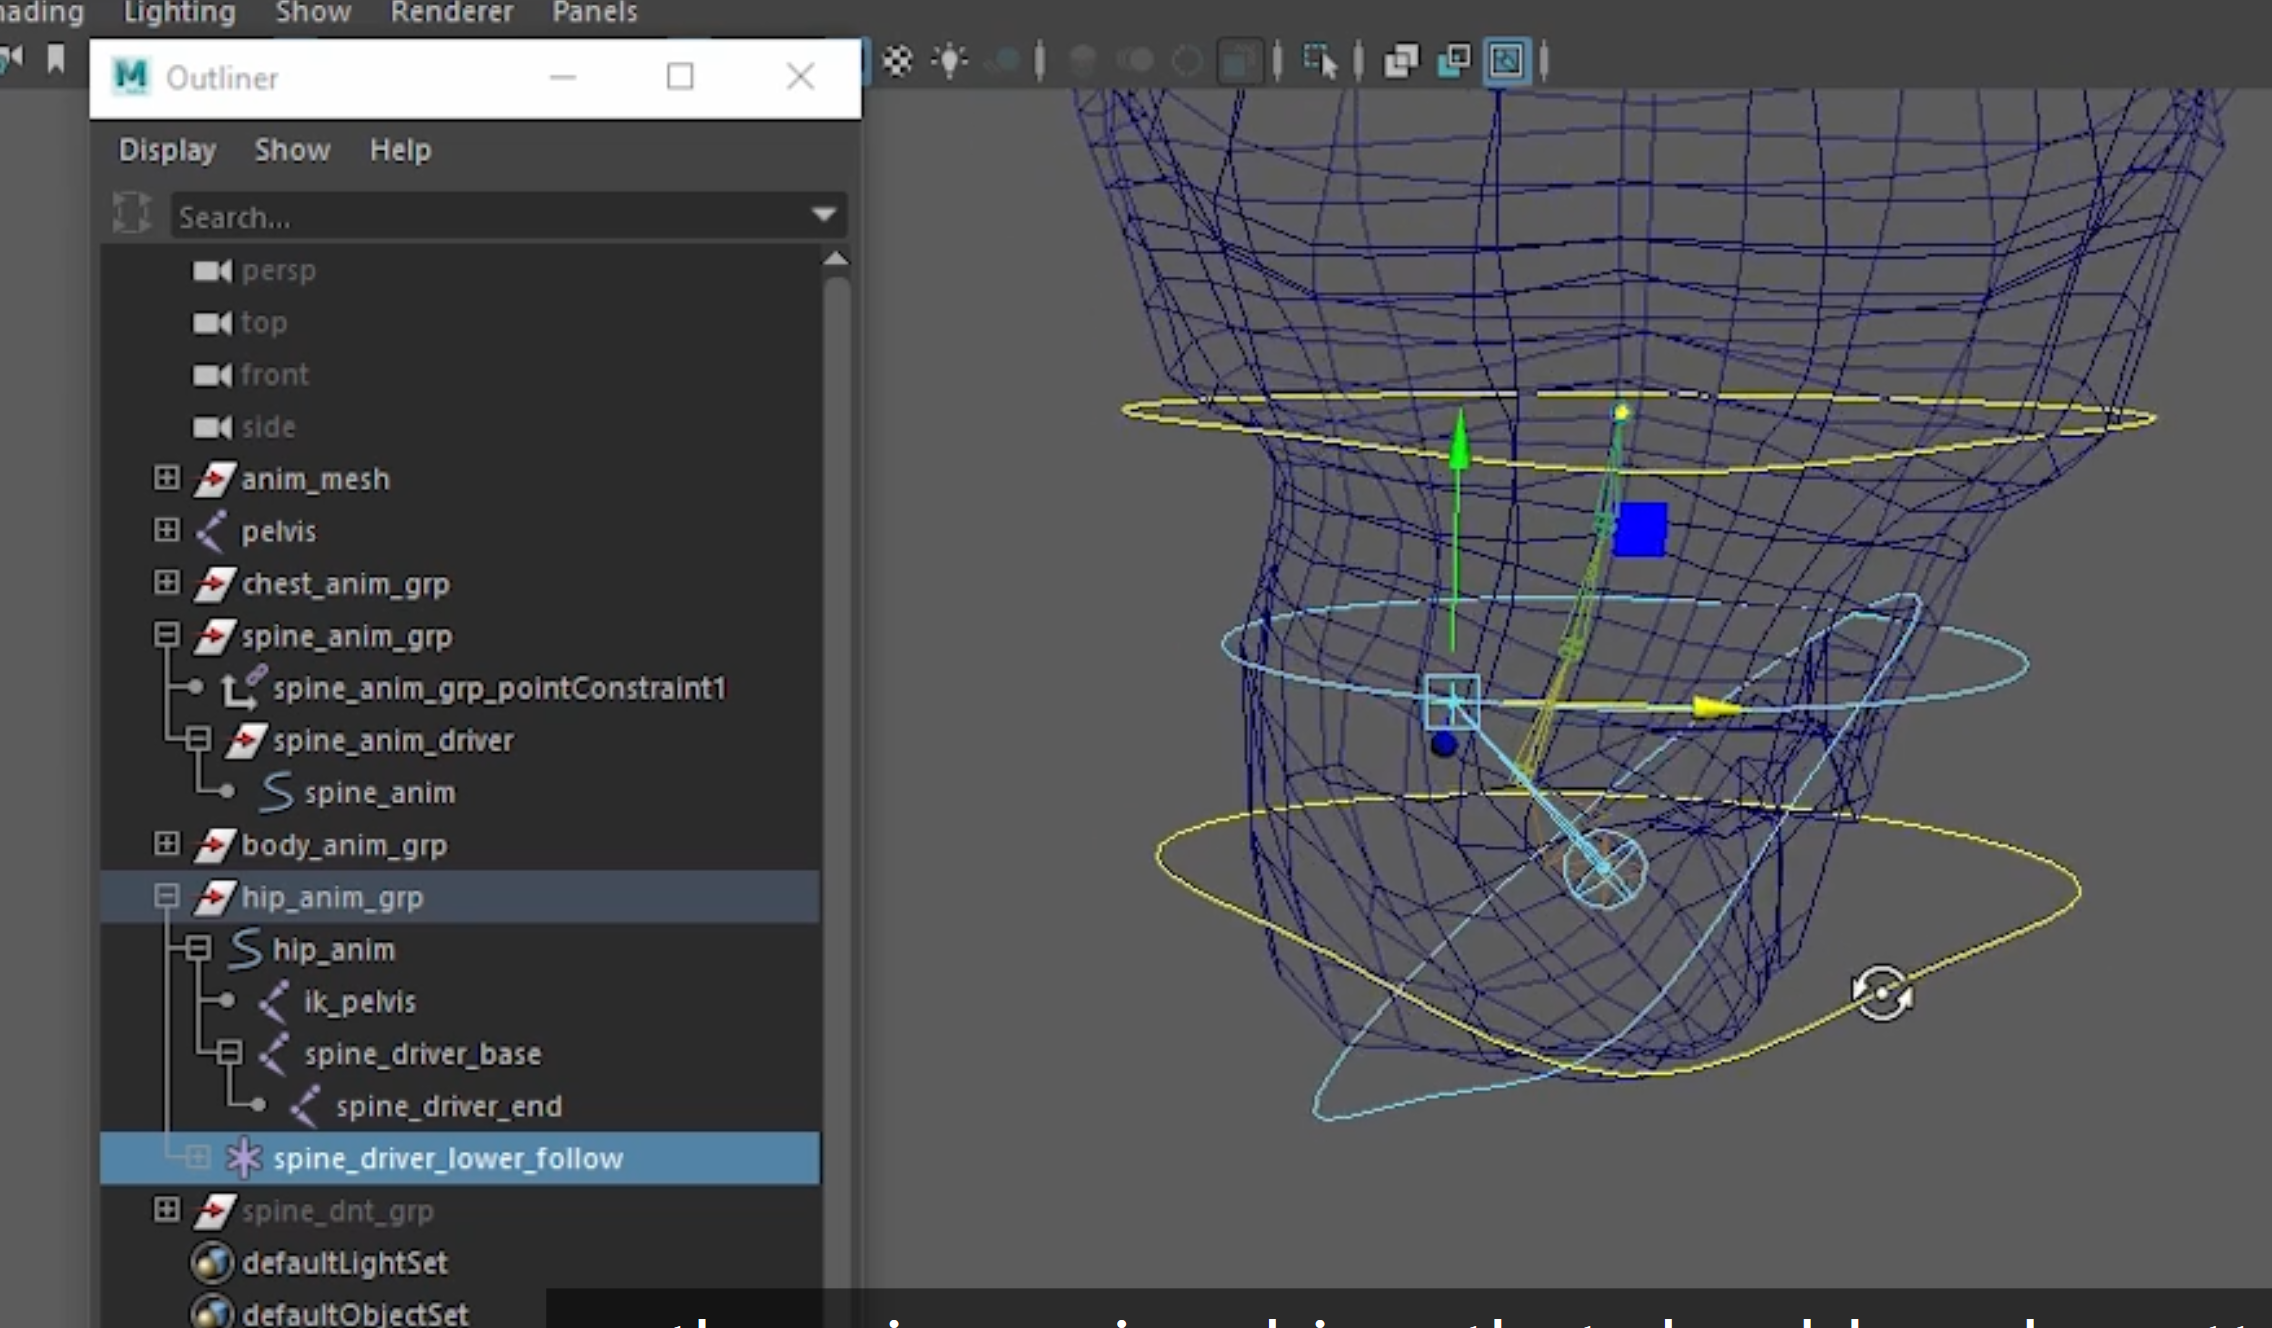 ading Lighting Show Renderer Panels
Outliner
Display Show Help
Search...
persp
top
front
side
anim_mesh
pelvis
chest_anim_grp
spine_anim_grp
spine_anim_grp_pointConstraint1
spine_anim_driver
spine_anim
body_anim_grp
hip_anim_grp
hip_anim
ik_pelvis
spine_driver_base
spine_driver_end
spine_driver_lower_follow
spine_dnt_grp
defaultLightSet
defaultObjectSet